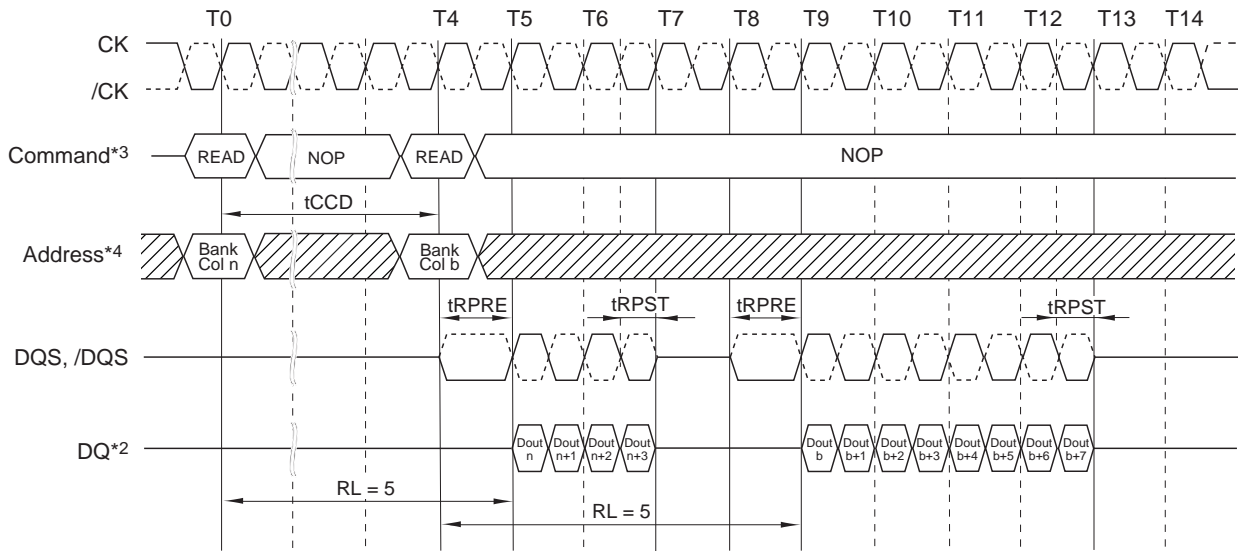 T0 T4 T5 T6 T7 T8 T9 T10 T11 T12 T13 T14
CK
/CK
Command*3 READ NOP READ NOP
tCCD
Address*4 Bank Col n Bank Col b
tRPRE tRPST tRPRE tRPST
DQS, /DQS
DQ*2 Dout n Dout n+1 Dout n+2 Dout n+3 Dout b Dout b+1 Dout b+2 Dout b+3 Dout b+4 Dout b+5 Dout b+6 Dout b+7
RL = 5
RL = 5